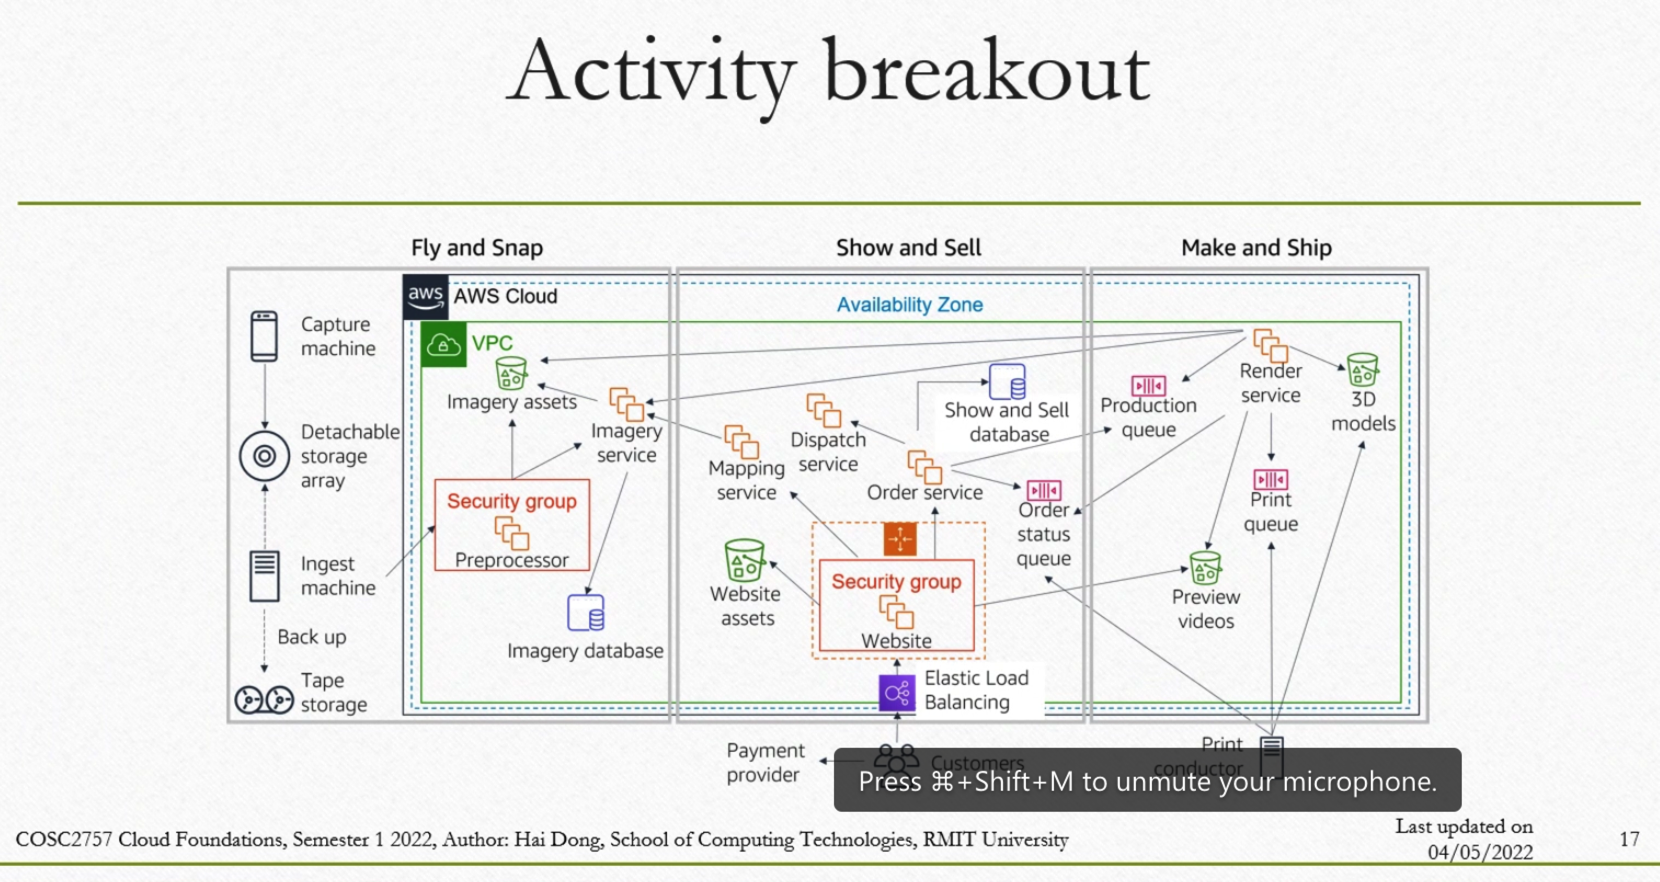 Activity breakout
Fly and Snap
Show and Sell
Make and Ship
aws
AWS Cloud
Availability Zone
VPC
Capture
machine
Detachable
storage
array
Ingest
machine
Back up
Tape
storage
Imagery assets
Imagery
service
Security group
Preprocessor
Imagery database
Mapping
service
Dispatch
service
Show and Sell
database
Order service
Order
status
queue
Website
assets
Security group
Website
Elastic Load
Balancing
Payment
provider
Customers
Production
queue
Render
service
3D
models
Print
queue
Preview
videos
Print
conductor
Press ⌘+Shift+M to unmute your microphone.
COSC2757 Cloud Foundations, Semester 1 2022, Author: Hai Dong, School of Computing Technologies, RMIT University
Last updated on
04/05/2022
17